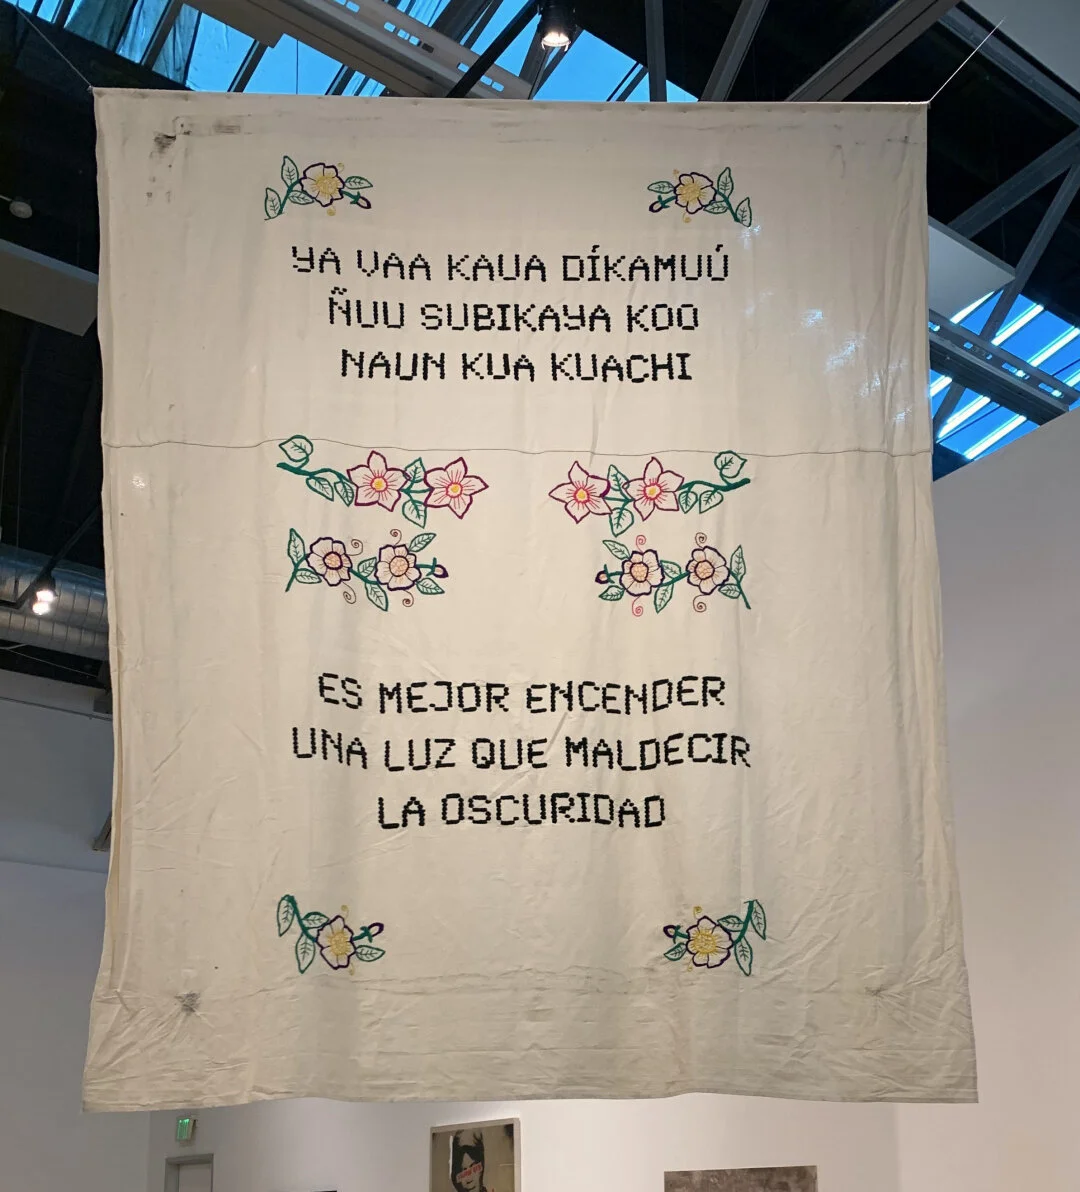 YA VAA KAUA DÍKAMUÚ
ÑUU SUBIKAYA KOO
NAUN KUA KUACHI
ES MEJOR ENCENDER
UNA LUZ QUE MALDECIR
LA OSCURIDAD